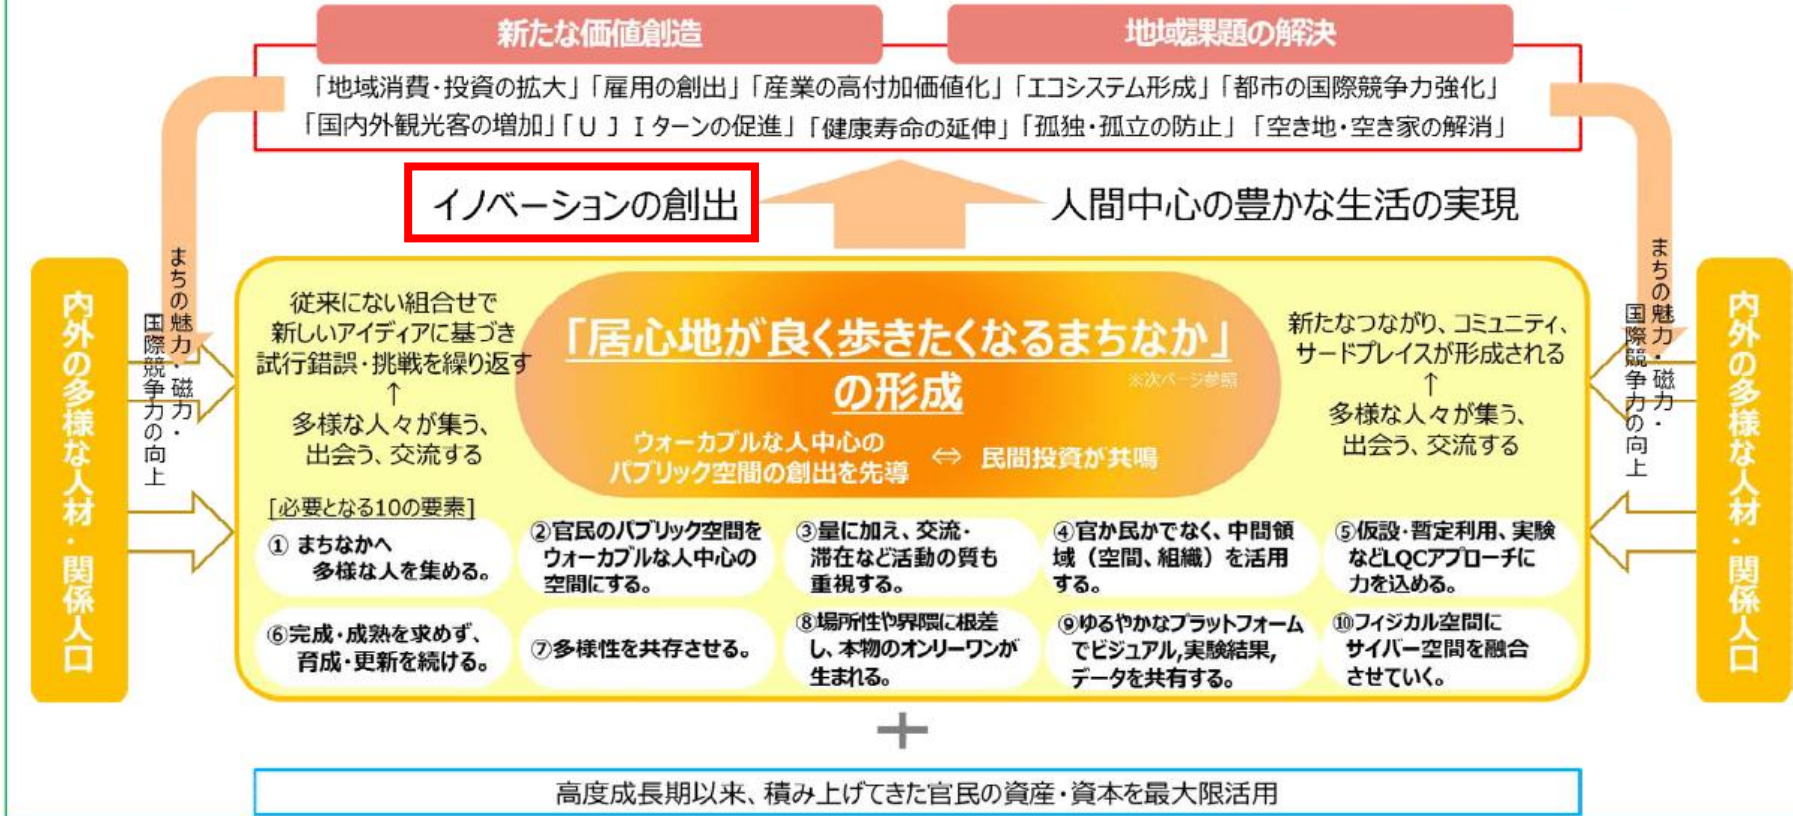 新たな価値創造
地域課題の解決
「地域消費・投資の拡大」「雇用の創出」「産業の高付加価値化」「エコシステム形成」「都市の国際競争力強化」
「国内外観光客の増加」「ＵＪＩターンの促進」「健康寿命の延伸」「孤独・孤立の防止」「空き地・空き家の解消」
イノベーションの創出
人間中心の豊かな生活の実現
内外の多様な人材・関係人口
まちの魅力・磁力・
国際競争力の向上
従来にない組合せで
新しいアイディアに基づき
試行錯誤・挑戦を繰り返す
↑
多様な人々が集う、
出会う、交流する
「居心地が良く歩きたくなるまちなか」
の形成
※次ページ参照
ウォーカブルな人中心の
パブリック空間の創出を先導
⇔ 民間投資が共鳴
新たなつながり、コミュニティ、
サードプレイスが形成される
↑
多様な人々が集う、
出会う、交流する
まちの魅力・磁力・
国際競争力の向上
内外の多様な人材・関係人口
[必要となる10の要素]
① まちなかへ
多様な人を集める。
②官民のパブリック空間を
ウォーカブルな人中心の
空間にする。
③量に加え、交流・
滞在など活動の質も
重視する。
④官か民かでなく、中間領
域（空間、組織）を活用
する。
⑤仮設・暫定利用、実験
などLQCアプローチに
力を込める。
⑥完成・成熟を求めず、
育成・更新を続ける。
⑦多様性を共存させる。
⑧場所性や界隈に根差
し、本物のオンリーワンが
生まれる。
⑨ゆるやかなプラットフォーム
でビジュアル,実験結果,
データを共有する。
⑩フィジカル空間に
サイバー空間を融合
させていく。
＋
高度成長期以来、積み上げてきた官民の資産・資本を最大限活用